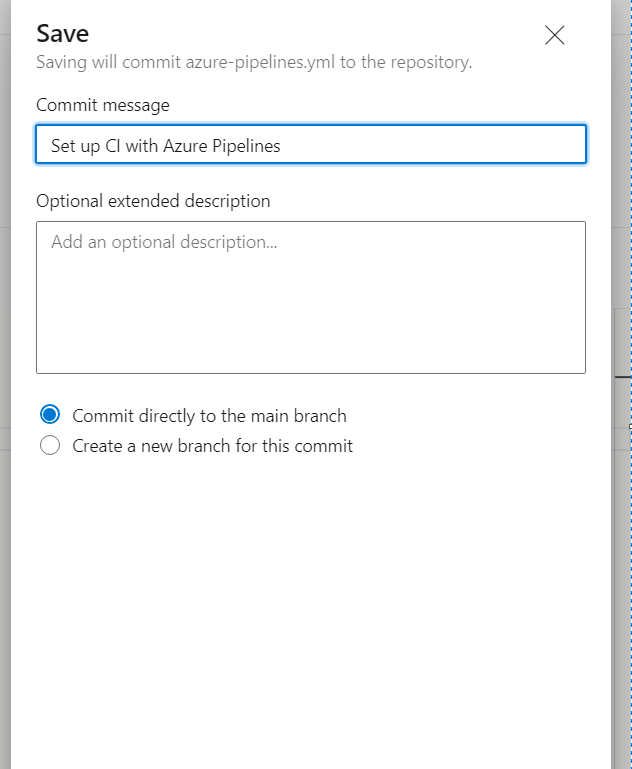 Save
Saving will commit azure-pipelines.yml to the repository.
Commit message
Set up CI with Azure Pipelines
Optional extended description
Add an optional description...
Commit directly to the main branch
Create a new branch for this commit